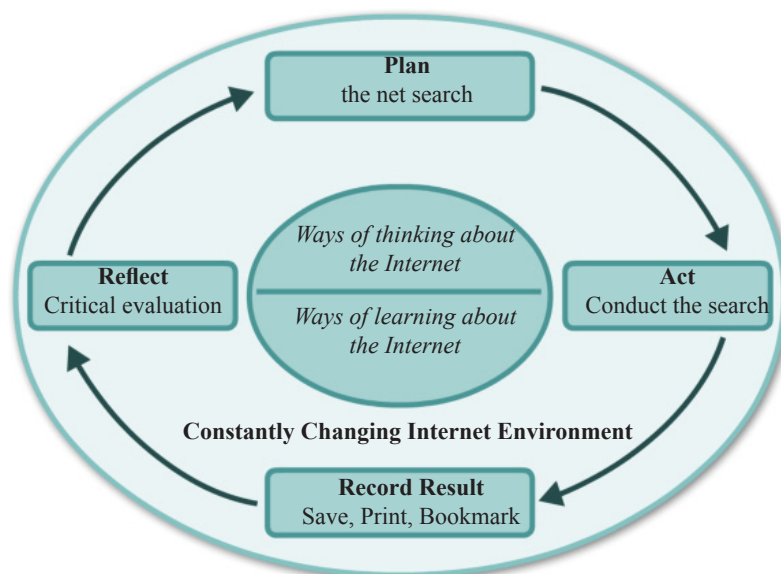 Plan
the net search
Ways of thinking about
the Internet
Reflect
Critical evaluation
Act
Conduct the search
Ways of learning about
the Internet
Constantly Changing Internet Environment
Record Result
Save, Print, Bookmark